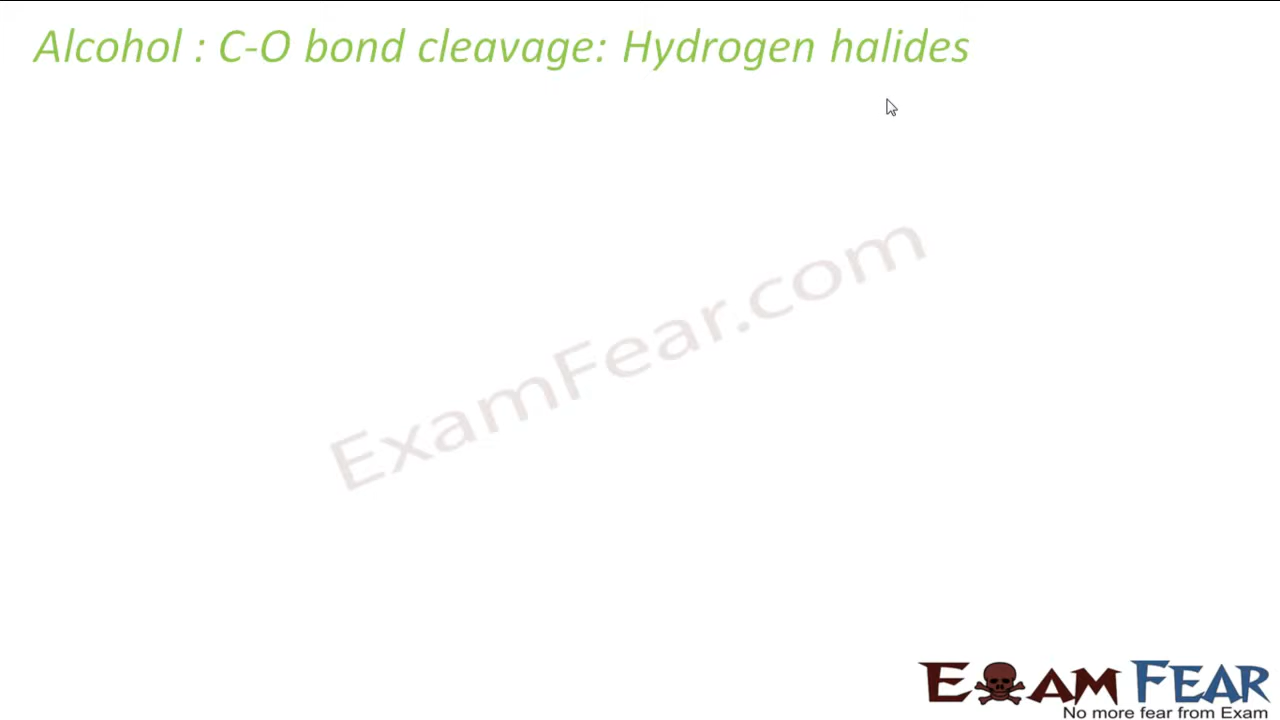 Alcohol : C-O bond cleavage: Hydrogen halides
ExamFear.com
EXAM FEAR
No more fear from Exam